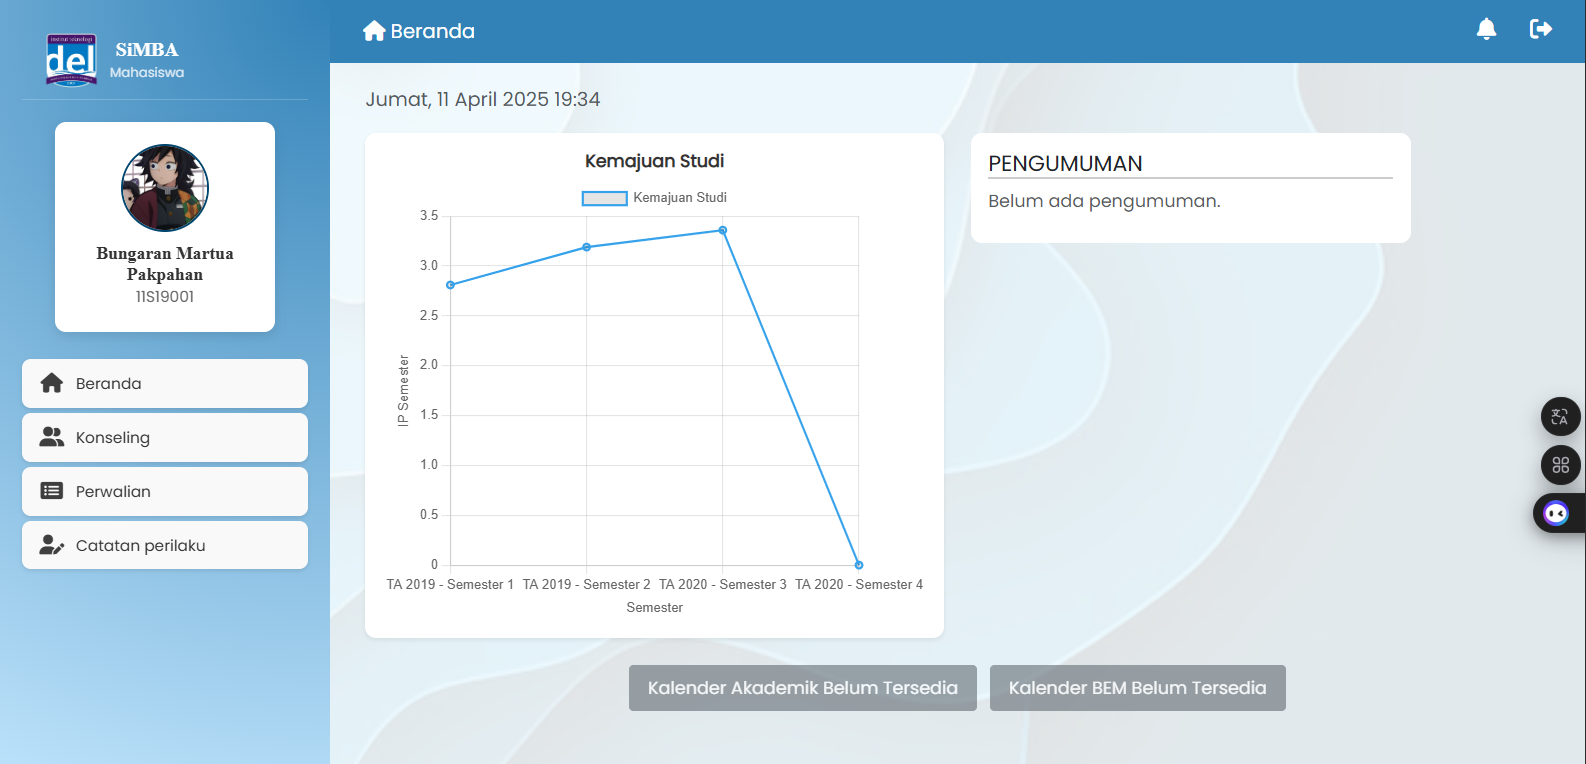 institut teknologi
del
SiMBA
Mahasiswa
Bungaran Martua
Pakpahan
11S19001
Beranda
Konseling
Perwalian
Catatan perilaku
Beranda
Jumat, 11 April 2025 19:34
Kemajuan Studi
Kemajuan Studi
3.5
3.0
2.5
2.0
1.5
1.0
0.5
0
IP Semester
TA 2019 - Semester 1 TA 2019 - Semester 2 TA 2020 - Semester 3 TA 2020 - Semester 4
Semester
PENGUMUMAN
Belum ada pengumuman.
Kalender Akademik Belum Tersedia
Kalender BEM Belum Tersedia